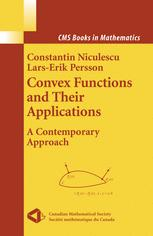 CMS Books in Mathematics
Constantin Niculescu
Lars-Erik Persson
Convex Functions
and Their
Applications
A Contemporary
Approach
Canadian Mathematical Society
Société mathématique du Canada